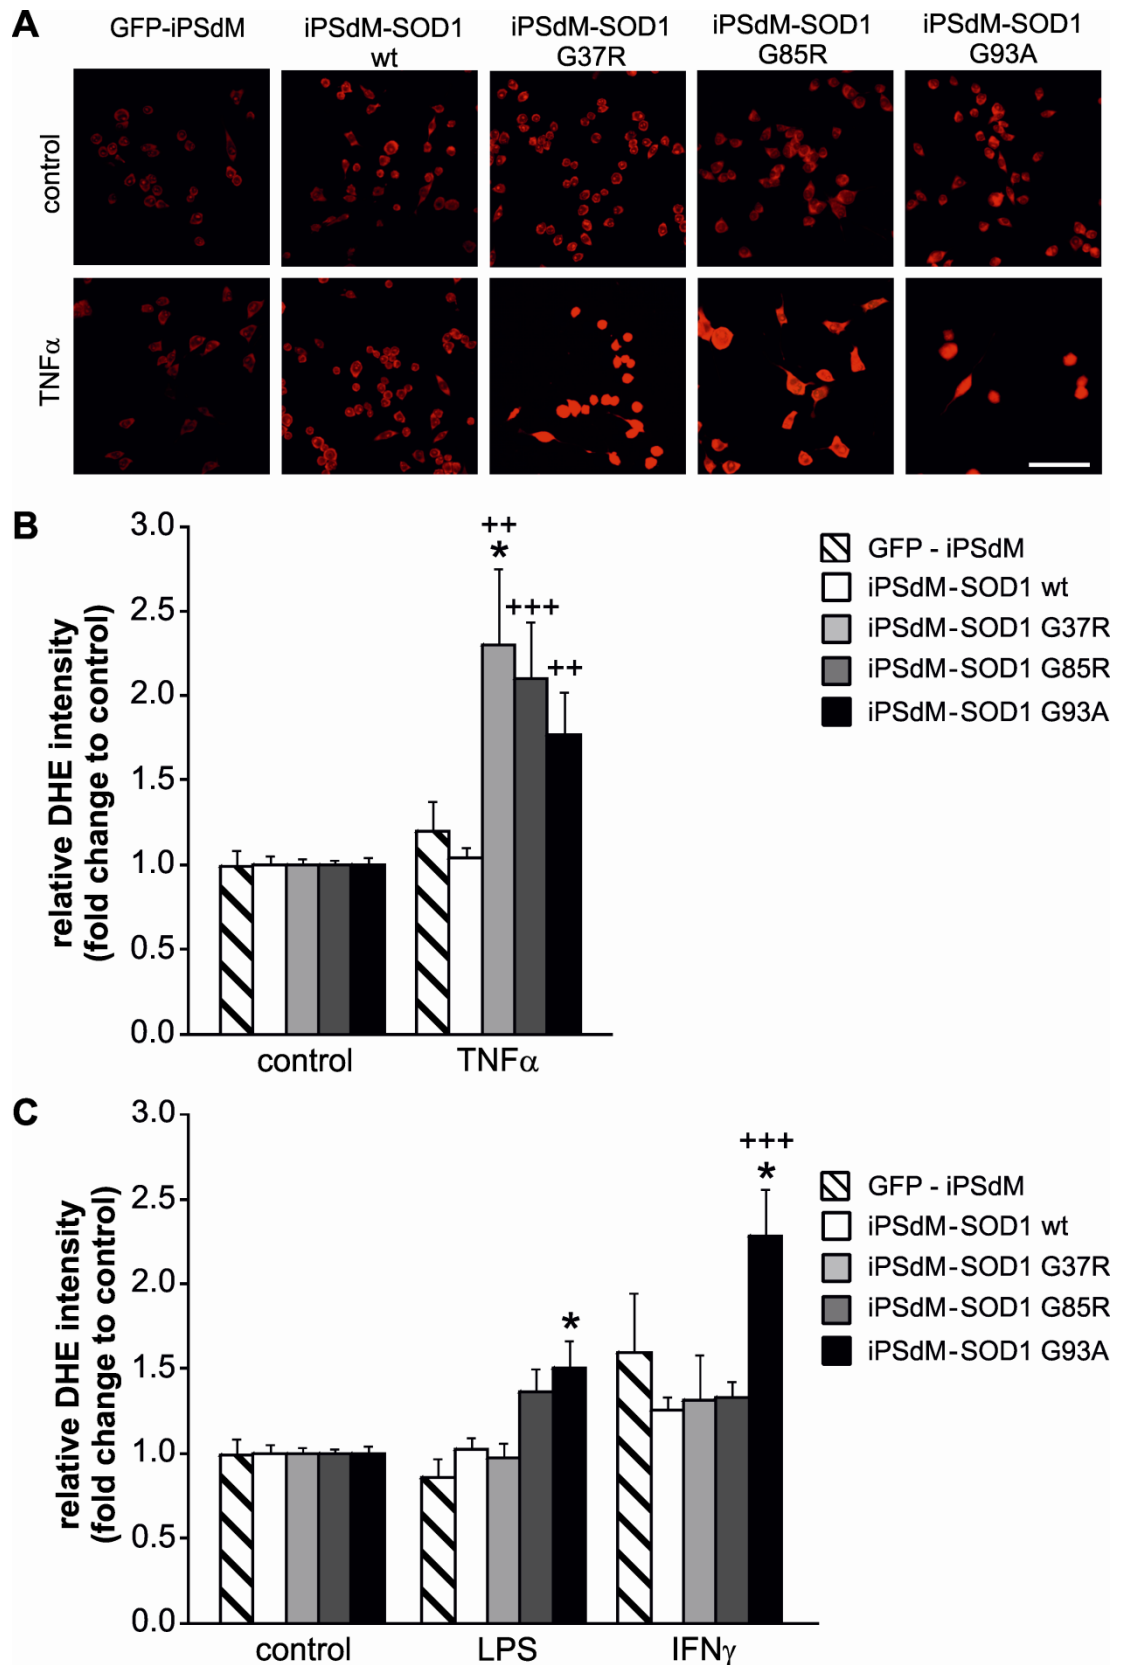 A
GFP-iPSdM
iPSdM-SOD1
wt
iPSdM-SOD1
G37R
iPSdM-SOD1
G85R
iPSdM-SOD1
G93A
control
TNFα
B
relative DHE intensity
(fold change to control)
3.0
2.5
2.0
1.5
1.0
0.5
0.0
++
*
+++
++
control
TNFα
GFP - iPSdM
iPSdM-SOD1 wt
iPSdM-SOD1 G37R
iPSdM-SOD1 G85R
iPSdM-SOD1 G93A
C
relative DHE intensity
(fold change to control)
3.0
2.5
2.0
1.5
1.0
0.5
0.0
*
+++
*
control
LPS
IFNγ
GFP - iPSdM
iPSdM-SOD1 wt
iPSdM-SOD1 G37R
iPSdM-SOD1 G85R
iPSdM-SOD1 G93A